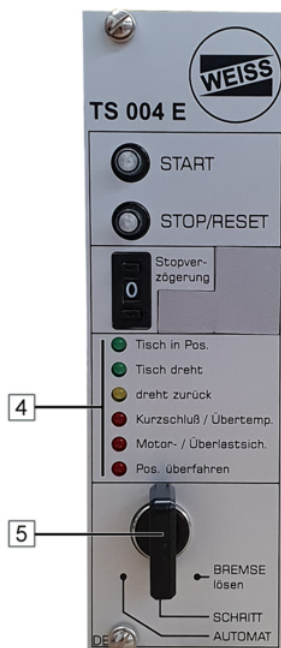 WEISS
TS 004 E
START
STOP/RESET
Stopver-
zögerung
0
Tisch in Pos.
Tisch dreht
dreht zurück
4
Kurzschluß / Übertemp.
Motor- / Überlastsich.
Pos. überfahren
5
BREMSE
lösen
SCHRITT
AUTOMAT
DE